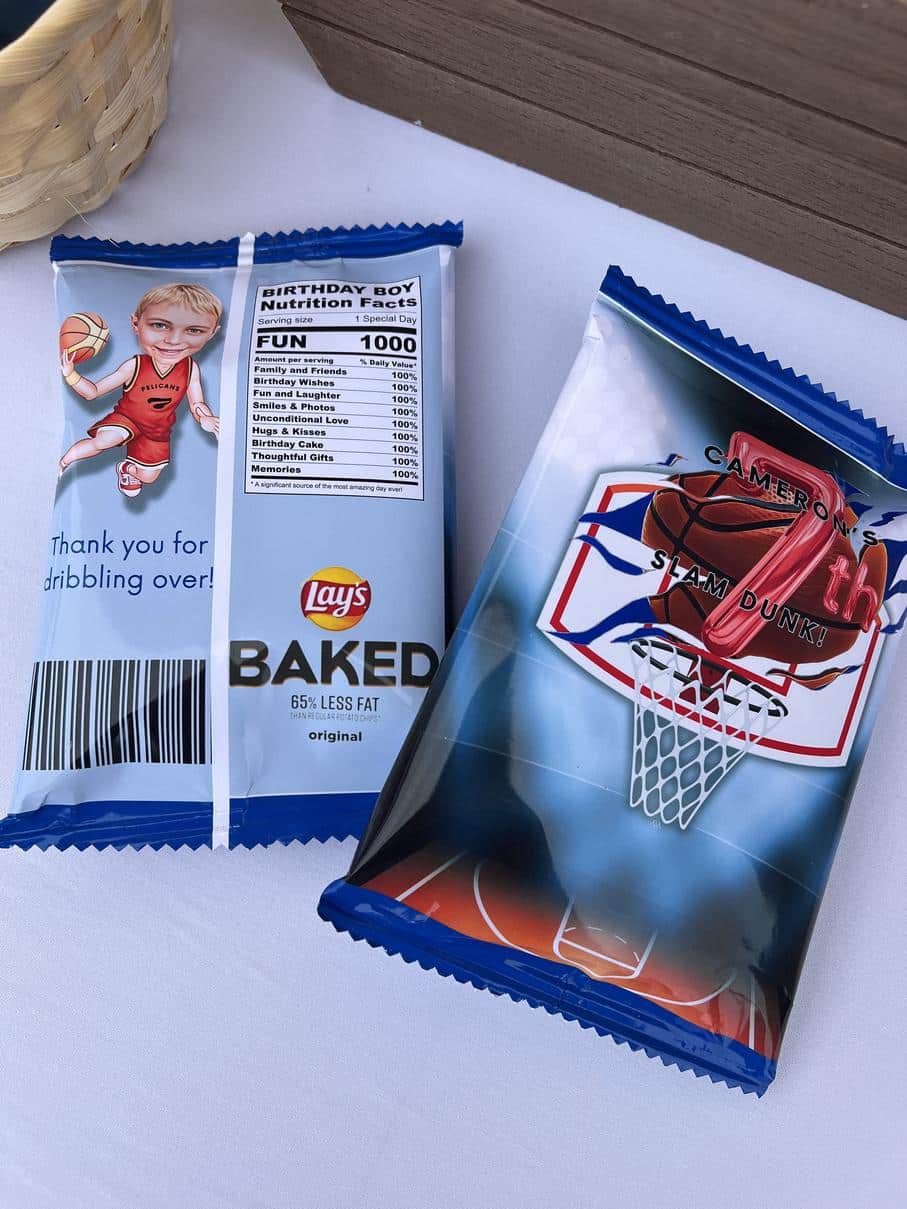 PELICANS
Thank you for
dribbling over!
BIRTHDAY BOY
Nutrition Facts
Serving size 1 Special Day
FUN 1000
Amount per serving % Daily Value*
Family and Friends 100%
Birthday Wishes 100%
Fun and Laughter 100%
Smiles & Photos 100%
Unconditional Love 100%
Hugs & Kisses 100%
Birthday Cake 100%
Thoughtful Gifts 100%
Memories 100%
*A significant source of the most amazing day ever!
Lay's
BAKED
65% LESS FAT
THAN REGULAR POTATO CHIPS*
original
CAMERON'S
7th
SLAM DUNK!